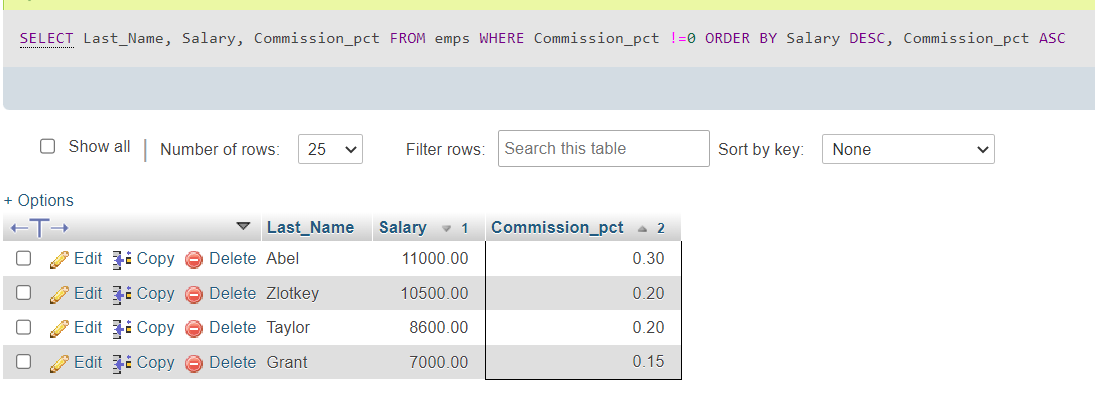 SELECT Last_Name, Salary, Commission_pct FROM emps WHERE Commission_pct !=0 ORDER BY Salary DESC, Commission_pct ASC
Show all | Number of rows: 25 Filter rows: Search this table Sort by key: None
+ Options
←T→ Last_Name Salary 1 Commission_pct 2
Edit Copy Delete Abel 11000.00 0.30
Edit Copy Delete Zlotkey 10500.00 0.20
Edit Copy Delete Taylor 8600.00 0.20
Edit Copy Delete Grant 7000.00 0.15